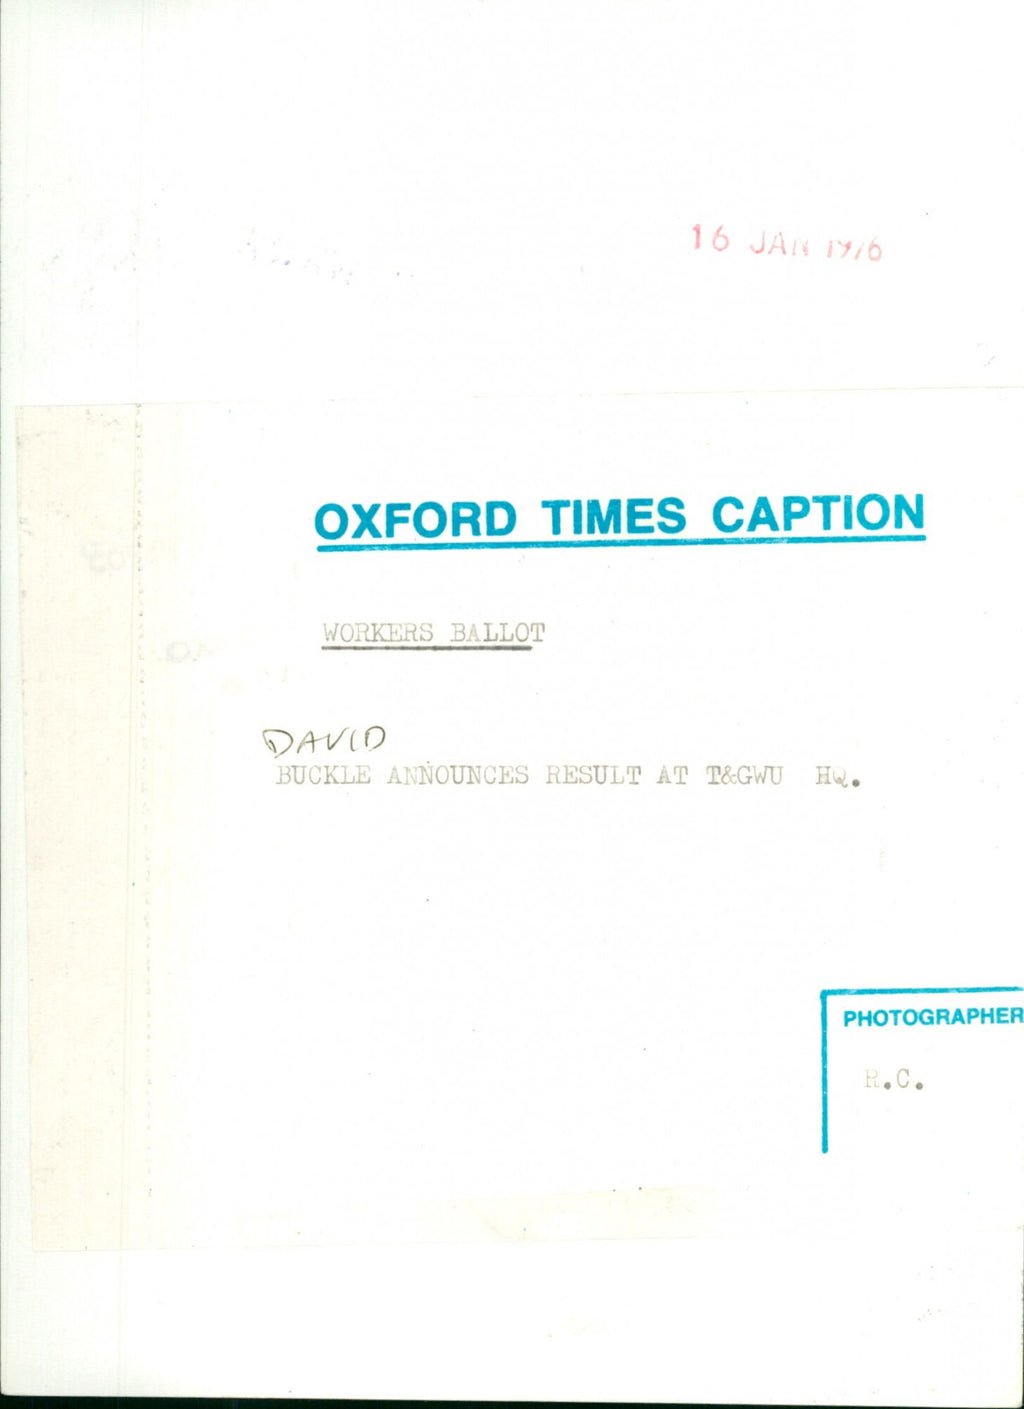 16 JAN 1976
OXFORD TIMES CAPTION
WORKERS BALLOT
DAVID
BUCKLE ANNOUNCES RESULT AT T&GWU HQ.
PHOTOGRAPHER
R.C.